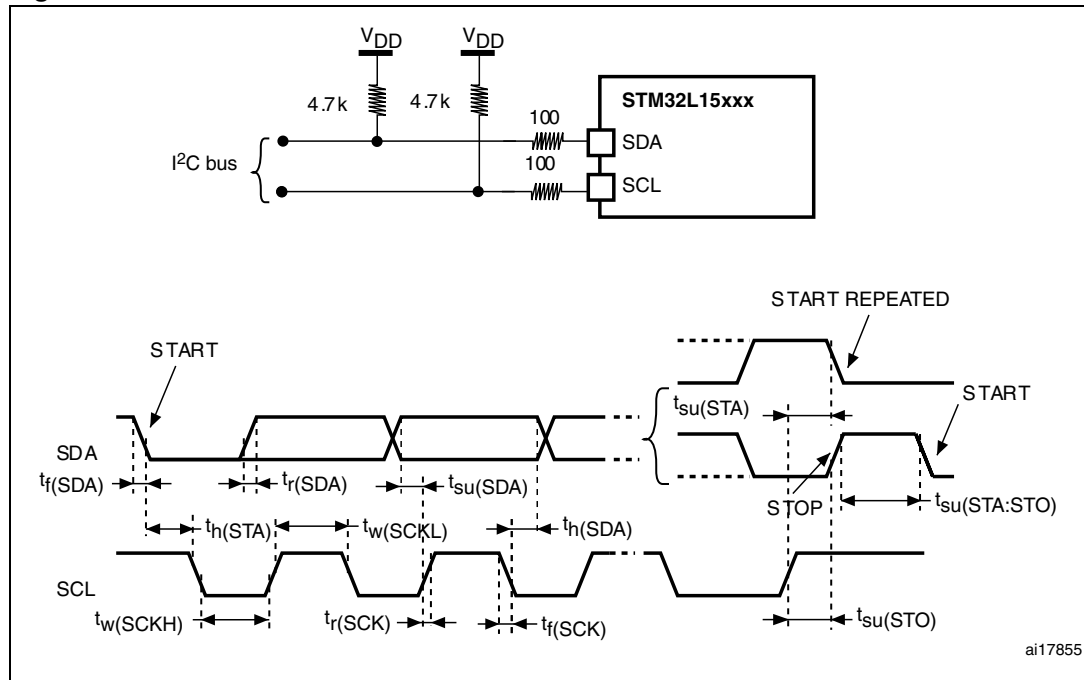 VDD VDD
4.7k 4.7k
STM32L15xxx
100
SDA
I²C bus
100
SCL
START REPEATED
START
START
tsu(STA)
SDA
tf(SDA)
tr(SDA)
tsu(SDA)
STOP
tsu(STA:STO)
th(STA)
tw(SCKL)
th(SDA)
SCL
tw(SCKH)
tr(SCK)
tf(SCK)
tsu(STO)
ai17855